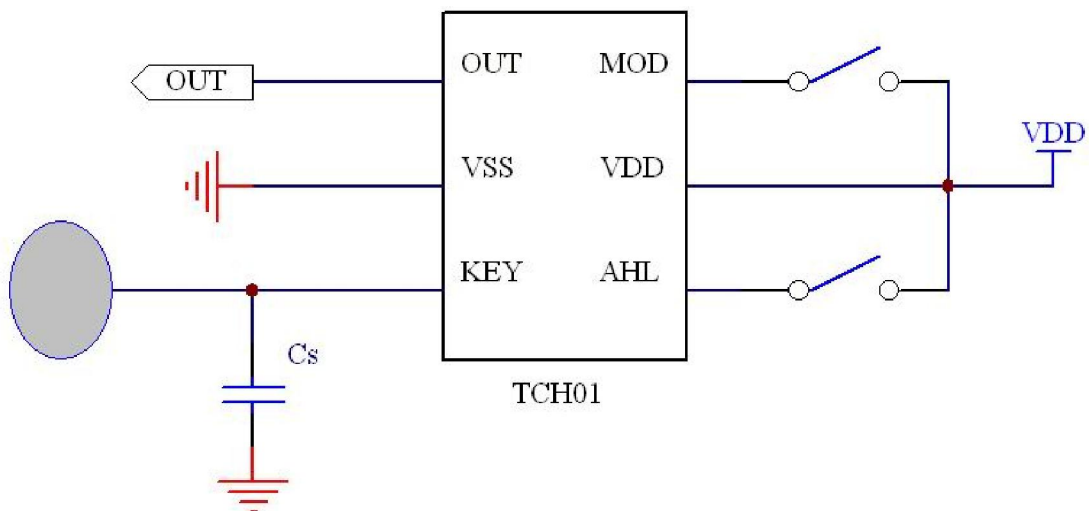 OUT
OUT
MOD
VSS
VDD
VDD
KEY
AHL
Cs
TCH01